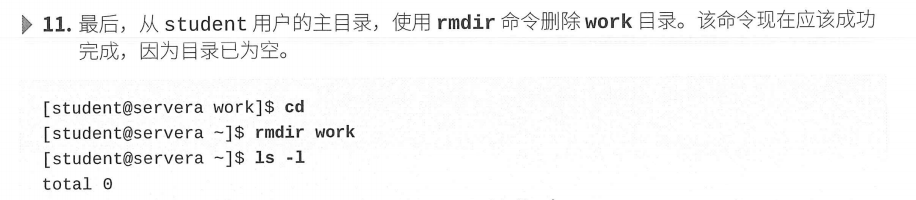 11. 最后，从 student 用户的主目录，使用 rmdir 命令删除 work 目录。该命令现在应该成功
完成，因为目录已为空。
[student@servera work]$ cd
[student@servera ~]$ rmdir work
[student@servera ~]$ ls -l
total 0